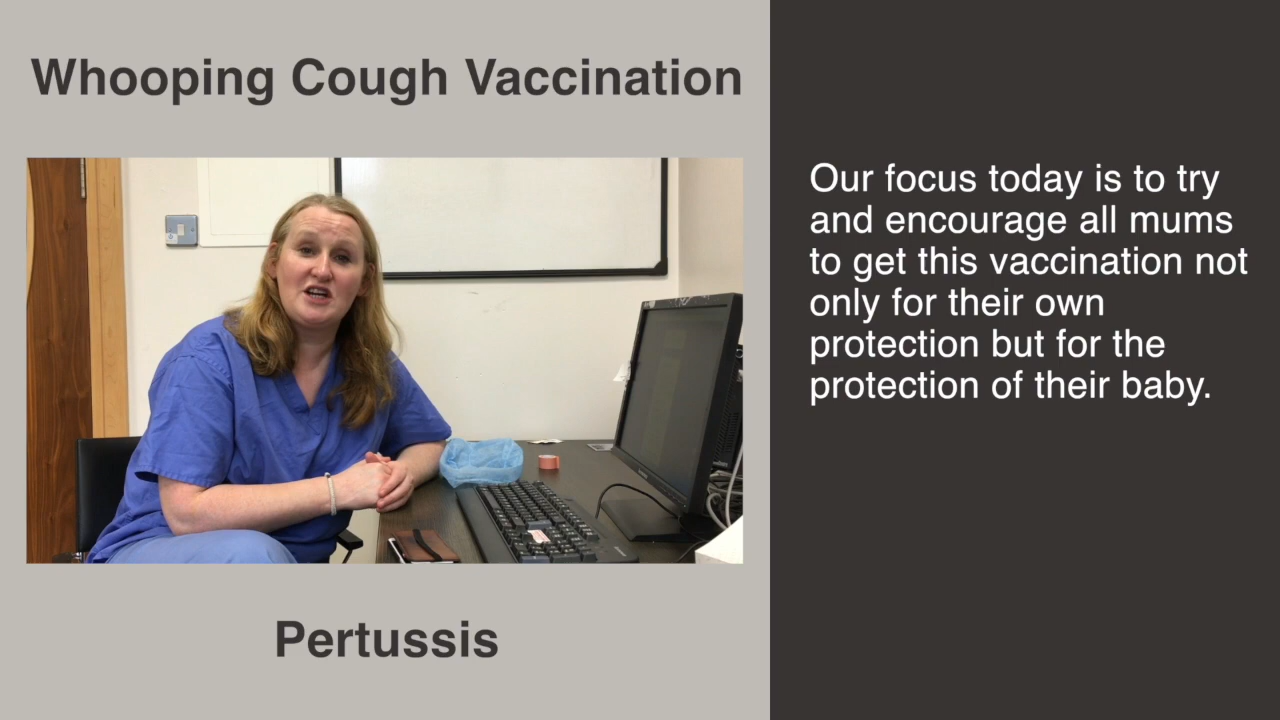 Whooping Cough Vaccination
Our focus today is to try
and encourage all mums
to get this vaccination not
only for their own
protection but for the
protection of their baby.
Pertussis